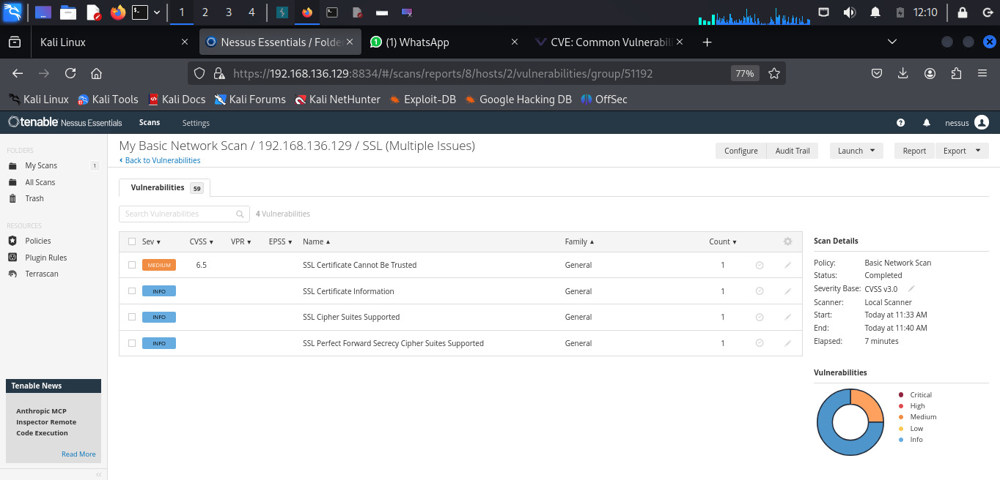 1 2 3 4 12:10
Kali Linux Nessus Essentials / Folde (1) WhatsApp CVE: Common Vulnerabil
https://192.168.136.129:8834/#/scans/reports/8/hosts/2/vulnerabilities/group/51192 77%
Kali Linux Kali Tools Kali Docs Kali Forums Kali NetHunter Exploit-DB Google Hacking DB OffSec
tenable Nessus Essentials Scans Settings nessus
FOLDERS
My Scans 1
All Scans
Trash
RESOURCES
Policies
Plugin Rules
Terrascan
Tenable News
Anthropic MCP
Inspector Remote
Code Execution
Read More
My Basic Network Scan / 192.168.136.129 / SSL (Multiple Issues)
Back to Vulnerabilities
Configure Audit Trail Launch Report Export
Vulnerabilities 59
Search Vulnerabilities 4 Vulnerabilities
Sev CVSS VPR EPSS Name Family Count
MEDIUM 6.5 SSL Certificate Cannot Be Trusted General 1
INFO SSL Certificate Information General 1
INFO SSL Cipher Suites Supported General 1
INFO SSL Perfect Forward Secrecy Cipher Suites Supported General 1
Scan Details
Policy: Basic Network Scan
Status: Completed
Severity Base: CVSS v3.0
Scanner: Local Scanner
Start: Today at 11:33 AM
End: Today at 11:40 AM
Elapsed: 7 minutes
Vulnerabilities
Critical
High
Medium
Low
Info